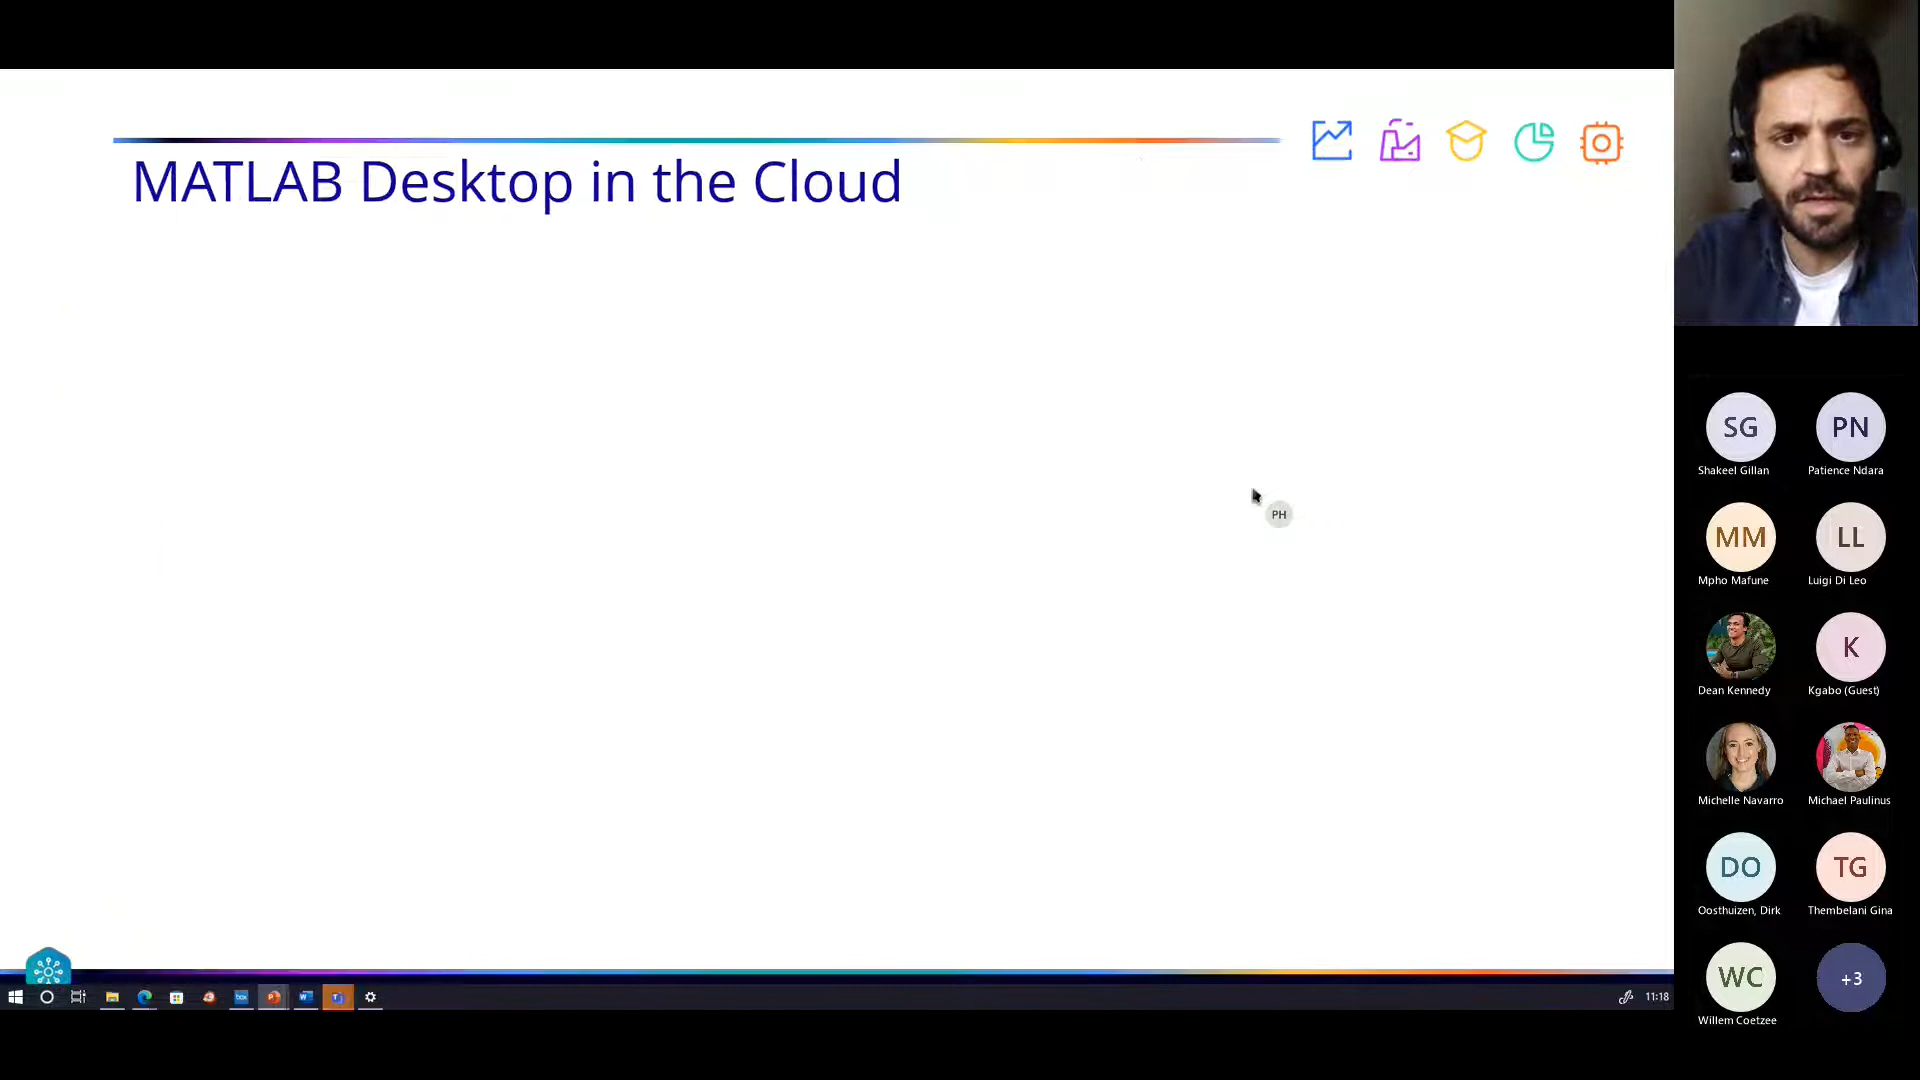 MATLAB Desktop in the Cloud
PH
SG
PN
Shakeel Gillan
Patience Ndara
MM
LL
Mpho Mafune
Luigi Di Leo
K
Dean Kennedy
Kgabo (Guest)
Michelle Navarro
Michael Paulinus
DO
TG
Oosthuizen, Dirk
Thembelani Gina
WC
+3
Willem Coetzee
box
11:18